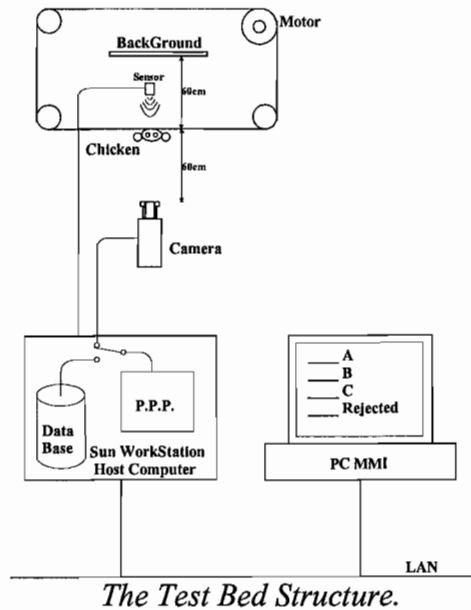 Motor
BackGround
Sensor
60cm
Chicken
60cm
Camera
A
B
C
Rejected
P.P.P.
Data
Base
Sun WorkStation
Host Computer
PC MMI
LAN
The Test Bed Structure.